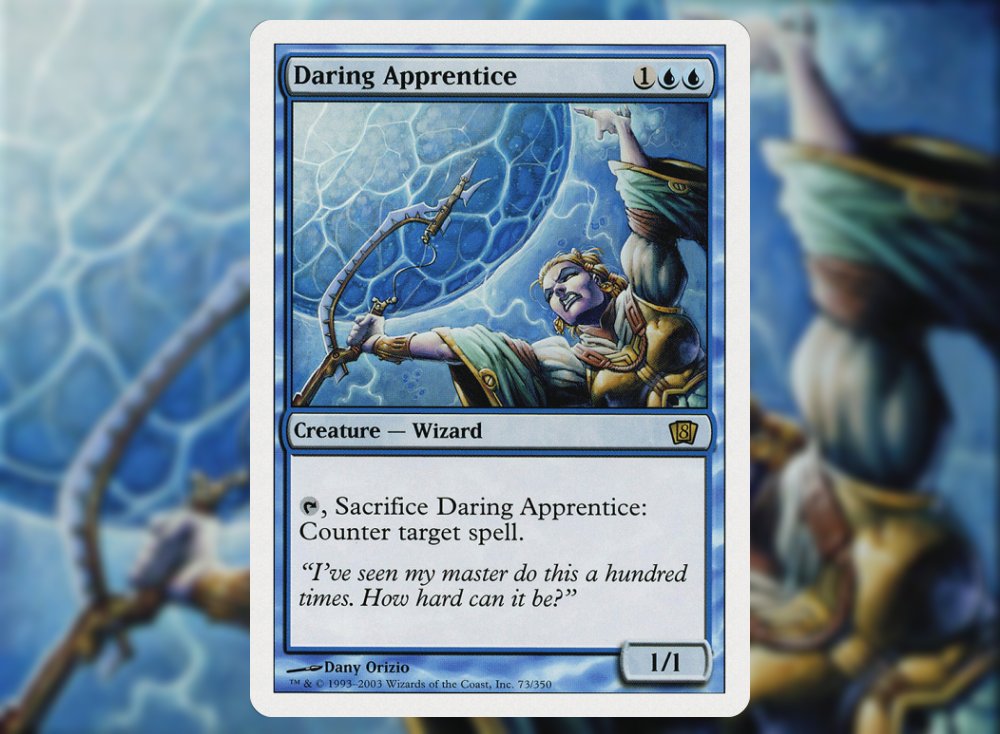 Daring Apprentice 1
Creature — Wizard 8
, Sacrifice Daring Apprentice:
Counter target spell.
“I've seen my master do this a hundred
times. How hard can it be?”
1/1
Dany Orizio
™ & © 1993–2003 Wizards of the Coast, Inc. 73/350